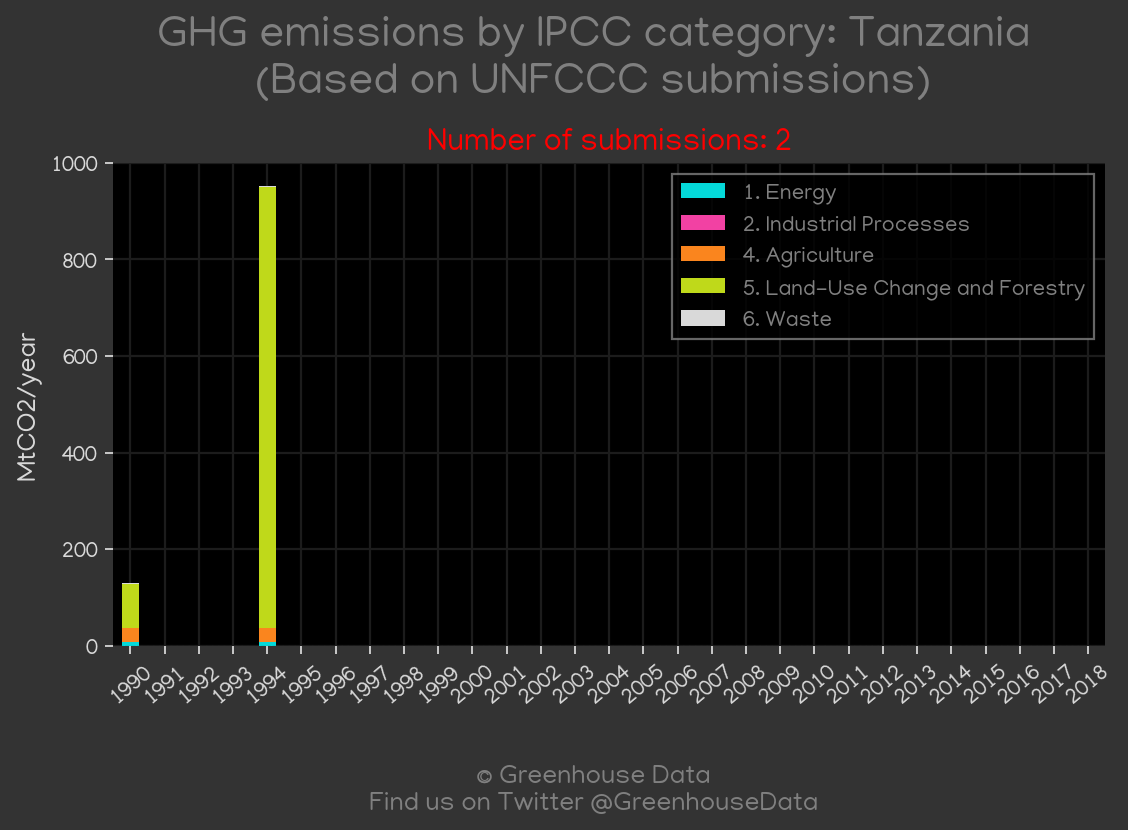 GHG emissions by IPCC category: Tanzania
(Based on UNFCCC submissions)
Number of submissions: 2
1000
800
600
400
200
0
MtCO2/year
1. Energy
2. Industrial Processes
4. Agriculture
5. Land-Use Change and Forestry
6. Waste
1990 1991 1992 1993 1994 1995 1996 1997 1998 1999 2000 2001 2002 2003 2004 2005 2006 2007 2008 2009 2010 2011 2012 2013 2014 2015 2016 2017 2018
© Greenhouse Data
Find us on Twitter @GreenhouseData